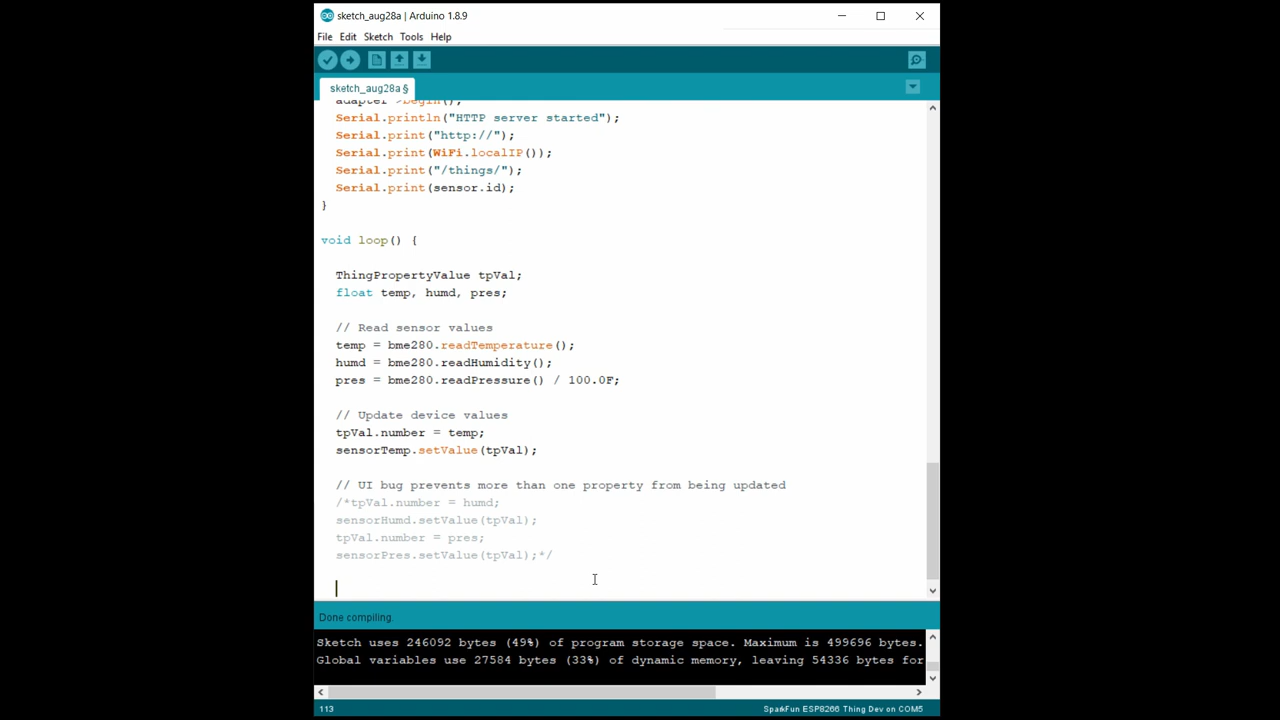 sketch_aug28a | Arduino 1.8.9
File Edit Sketch Tools Help
sketch_aug28a §
adapter->begin();
Serial.println("HTTP server started");
Serial.print("http://");
Serial.print(WiFi.localIP());
Serial.print("/things/");
Serial.print(sensor.id);
}
void loop() {
ThingPropertyValue tpVal;
float temp, humd, pres;
// Read sensor values
temp = bme280.readTemperature();
humd = bme280.readHumidity();
pres = bme280.readPressure() / 100.0F;
// Update device values
tpVal.number = temp;
sensorTemp.setValue(tpVal);
// UI bug prevents more than one property from being updated
/*tpVal.number = humd;
sensorHumd.setValue(tpVal);
tpVal.number = pres;
sensorPres.setValue(tpVal);*/
Done compiling.
Sketch uses 246092 bytes (49%) of program storage space. Maximum is 499696 bytes.
Global variables use 27584 bytes (33%) of dynamic memory, leaving 54336 bytes for
113 SparkFun ESP8266 Thing Dev on COM5